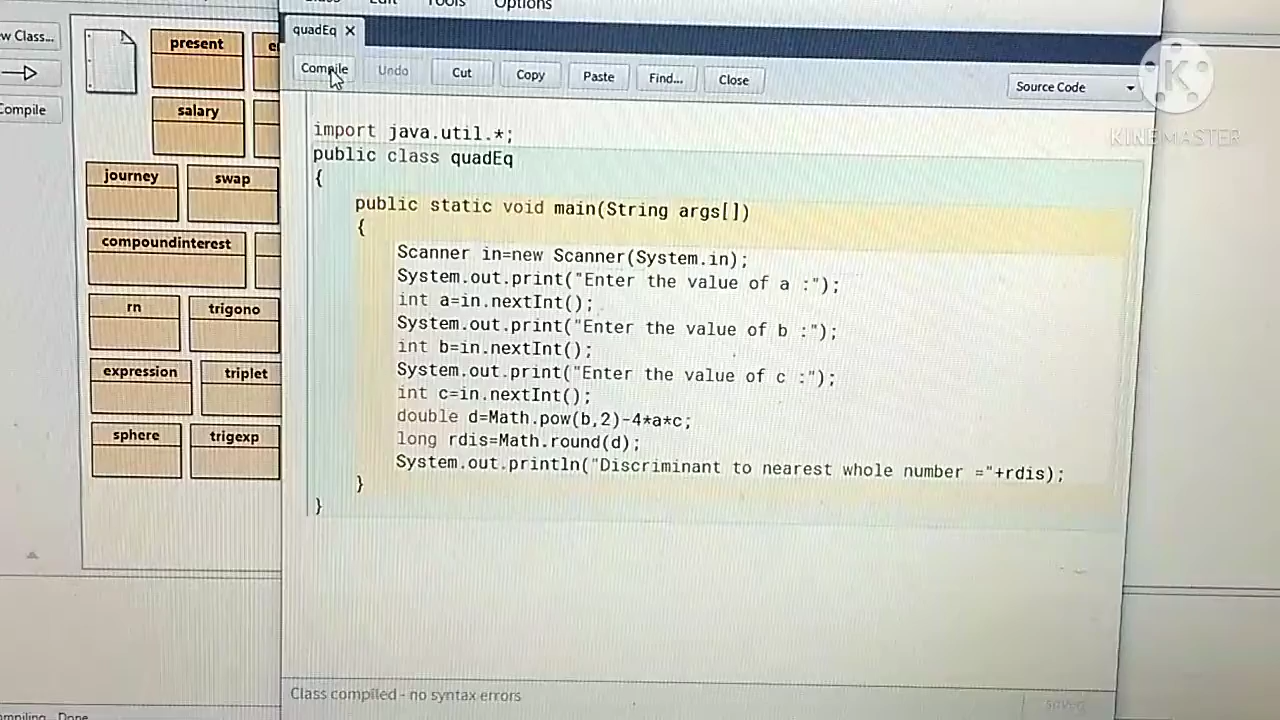 Tools
Options
quadEq
Compile
Undo
Cut
Copy
Paste
Find...
Close
Source Code
KINEMASTER
Class...
Compile
present
salary
journey
swap
compoundinterest
rn
trigono
expression
triplet
sphere
trigexp
import java.util.*;
public class quadEq
{
public static void main(String args[])
{
Scanner in=new Scanner(System.in);
System.out.print("Enter the value of a :");
int a=in.nextInt();
System.out.print("Enter the value of b :");
int b=in.nextInt();
System.out.print("Enter the value of c :");
int c=in.nextInt();
double d=Math.pow(b,2)-4*a*c;
long rdis=Math.round(d);
System.out.println("Discriminant to nearest whole number ="+rdis);
}
}
Class compiled - no syntax errors
saved
Done